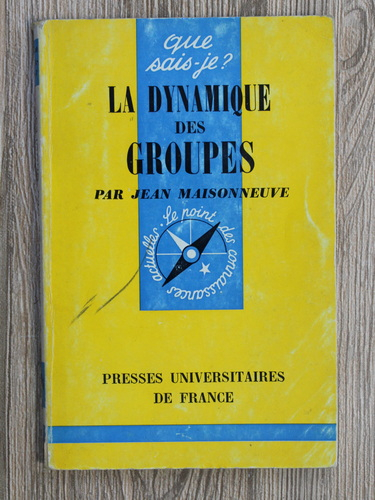 que
sais-je?
LA DYNAMIQUE
DES
GROUPES
PAR JEAN MAISONNEUVE
Le point des connaissances actuelles.
PRESSES UNIVERSITAIRES
DE FRANCE